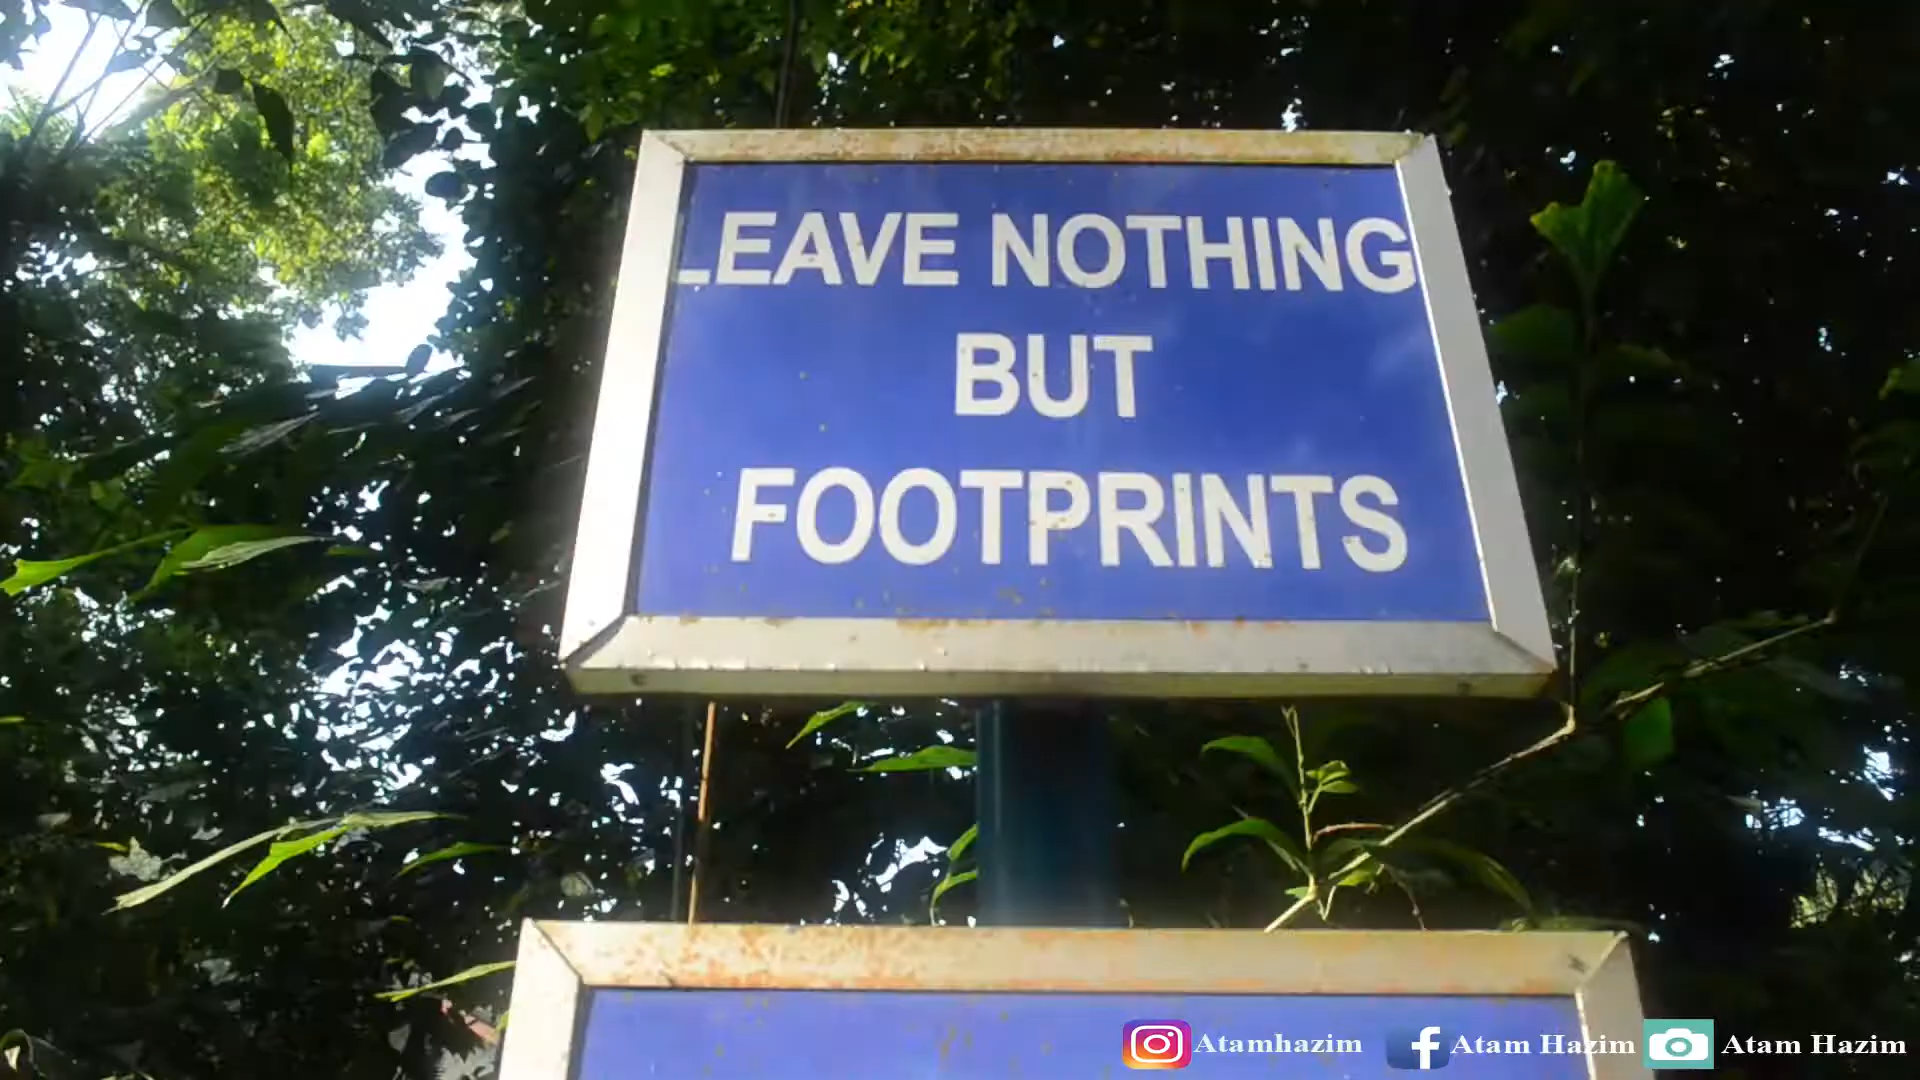 LEAVE NOTHING
BUT
FOOTPRINTS
Atamhazim
Atam Hazim
Atam Hazim